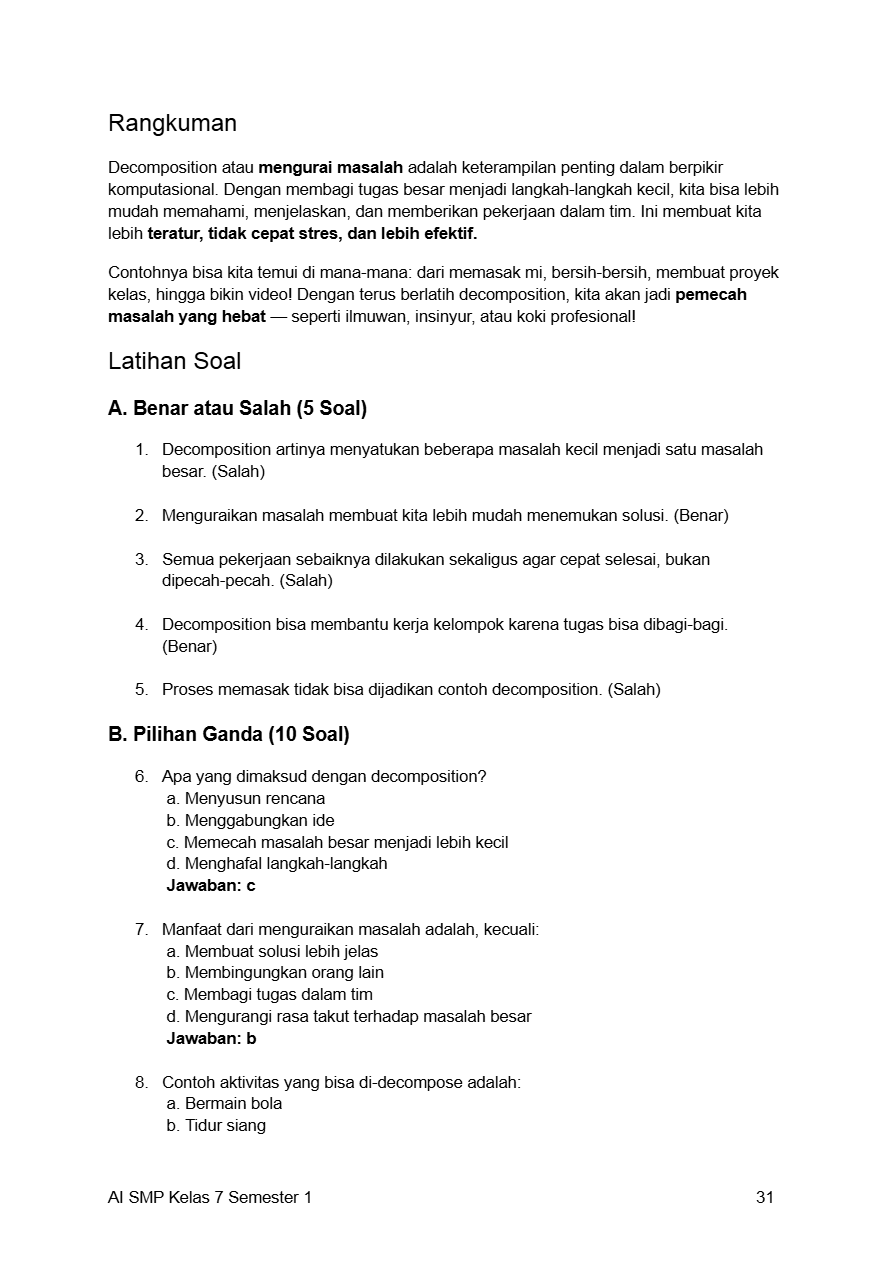 Rangkuman
Decomposition atau mengurai masalah adalah keterampilan penting dalam berpikir
komputasional. Dengan membagi tugas besar menjadi langkah-langkah kecil, kita bisa lebih
mudah memahami, menjelaskan, dan memberikan pekerjaan dalam tim. Ini membuat kita
lebih teratur, tidak cepat stres, dan lebih efektif.
Contohnya bisa kita temui di mana-mana: dari memasak mi, bersih-bersih, membuat proyek
kelas, hingga bikin video! Dengan terus berlatih decomposition, kita akan jadi pemecah
masalah yang hebat — seperti ilmuwan, insinyur, atau koki profesional!
Latihan Soal
A. Benar atau Salah (5 Soal)
1. Decomposition artinya menyatukan beberapa masalah kecil menjadi satu masalah
besar. (Salah)
2. Menguraikan masalah membuat kita lebih mudah menemukan solusi. (Benar)
3. Semua pekerjaan sebaiknya dilakukan sekaligus agar cepat selesai, bukan
dipecah-pecah. (Salah)
4. Decomposition bisa membantu kerja kelompok karena tugas bisa dibagi-bagi.
(Benar)
5. Proses memasak tidak bisa dijadikan contoh decomposition. (Salah)
B. Pilihan Ganda (10 Soal)
6. Apa yang dimaksud dengan decomposition?
a. Menyusun rencana
b. Menggabungkan ide
c. Memecah masalah besar menjadi lebih kecil
d. Menghafal langkah-langkah
Jawaban: c
7. Manfaat dari menguraikan masalah adalah, kecuali:
a. Membuat solusi lebih jelas
b. Membingungkan orang lain
c. Membagi tugas dalam tim
d. Mengurangi rasa takut terhadap masalah besar
Jawaban: b
8. Contoh aktivitas yang bisa di-decompose adalah:
a. Bermain bola
b. Tidur siang
AI SMP Kelas 7 Semester 1 31